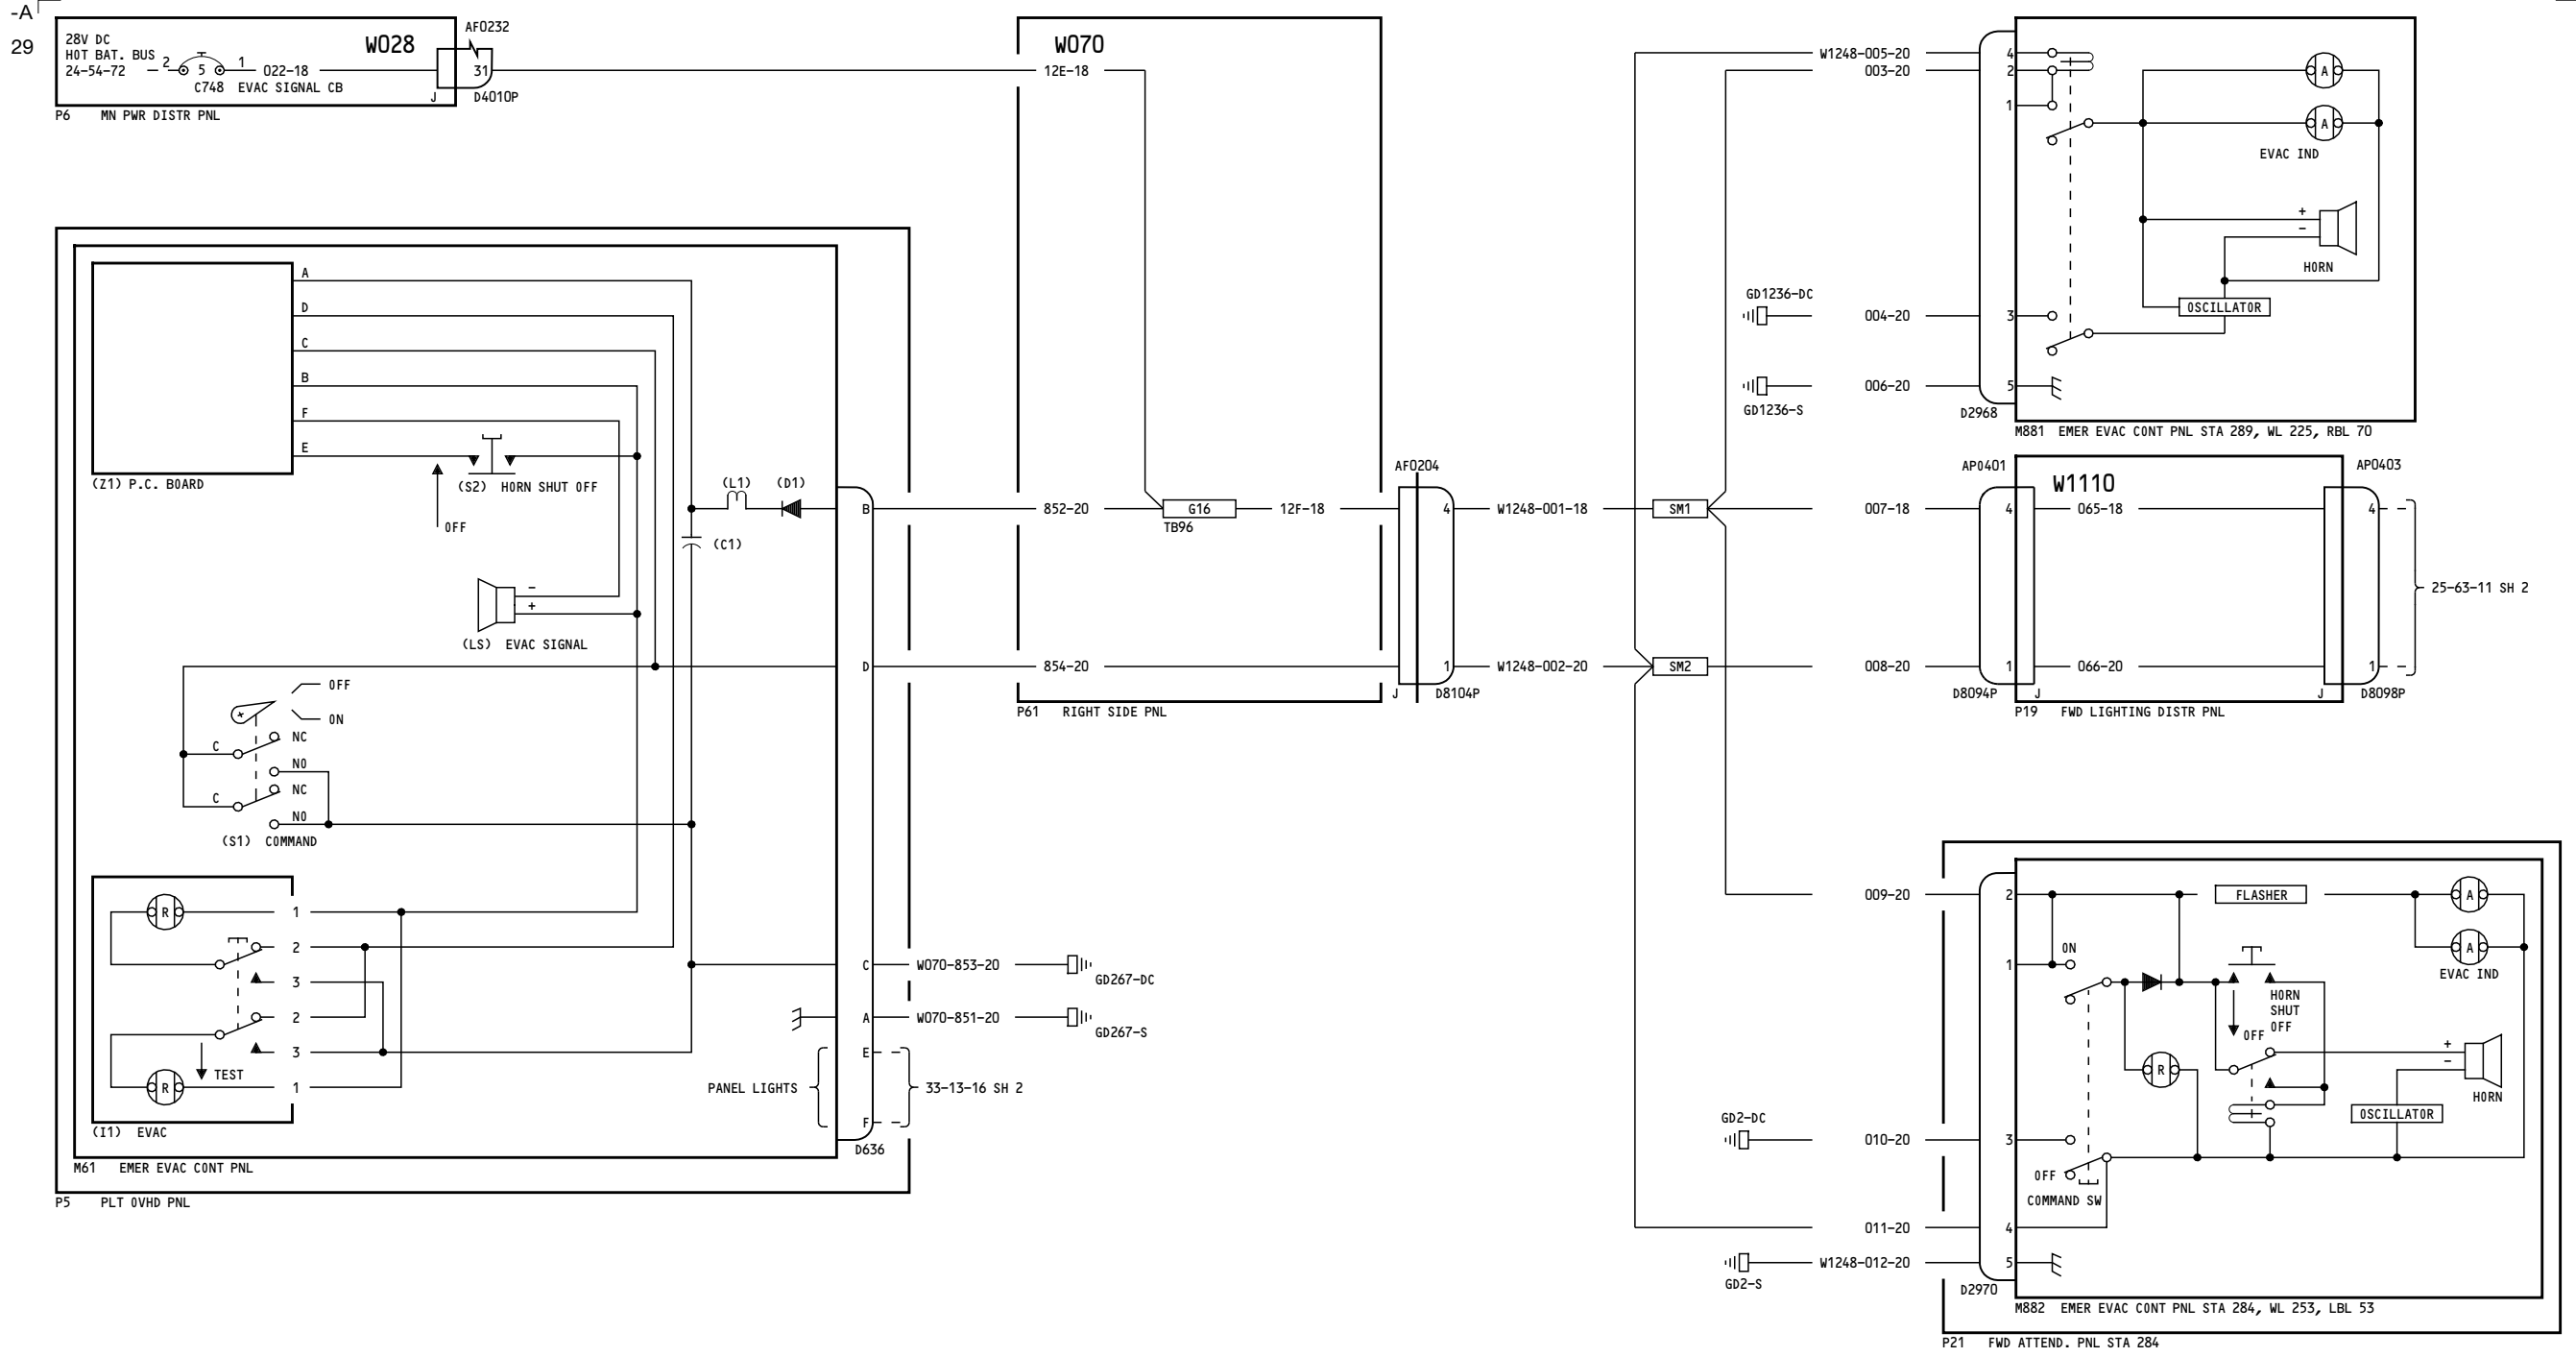 -A
29
28V DC
HOT BAT. BUS
24-54-72
2
5
1
022-18
C748 EVAC SIGNAL CB
W028
AF0232
31
J
D4010P
P6 MN PWR DISTR PNL
W070
12E-18
W1248-005-20
003-20
4
2
1
A
A
EVAC IND
+
-
HORN
OSCILLATOR
GD1236-DC
004-20
3
006-20
5
GD1236-S
D2968
M881 EMER EVAC CONT PNL STA 289, WL 225, RBL 70
A
D
C
B
F
E
(Z1) P.C. BOARD
(S2) HORN SHUT OFF
OFF
(L1)
(D1)
(C1)
B
852-20
G16
TB96
12F-18
AF0204
4
W1248-001-18
SM1
007-18
AP0401
4
W1110
065-18
AP0403
4
25-63-11 SH 2
-
+
(LS) EVAC SIGNAL
D
854-20
1
W1248-002-20
SM2
008-20
1
066-20
1
J
D8104P
D8094P
J
J
D8098P
P61 RIGHT SIDE PNL
P19 FWD LIGHTING DISTR PNL
OFF
ON
C
NC
NO
C
NC
NO
(S1) COMMAND
R
1
2
3
2
3
TEST
R
1
(I1) EVAC
C
W070-853-20
GD267-DC
A
W070-851-20
GD267-S
E
PANEL LIGHTS
33-13-16 SH 2
F
D636
M61 EMER EVAC CONT PNL
P5 PLT OVHD PNL
009-20
2
FLASHER
A
A
EVAC IND
ON
1
HORN
SHUT
OFF
OFF
R
+
-
HORN
OSCILLATOR
GD2-DC
010-20
3
OFF
COMMAND SW
011-20
4
W1248-012-20
5
GD2-S
D2970
M882 EMER EVAC CONT PNL STA 284, WL 253, LBL 53
P21 FWD ATTEND. PNL STA 284